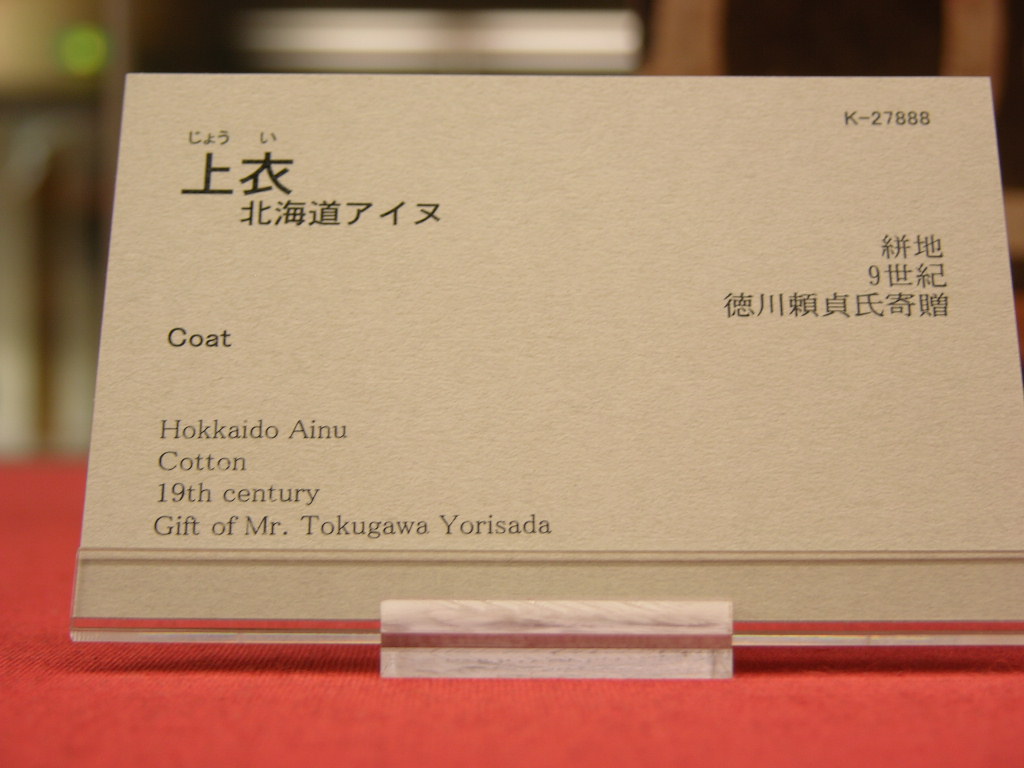 K-27888
じょう い
上衣
北海道アイヌ
絣地
9世紀
徳川頼貞氏寄贈
Coat
Hokkaido Ainu
Cotton
19th century
Gift of Mr. Tokugawa Yorisada